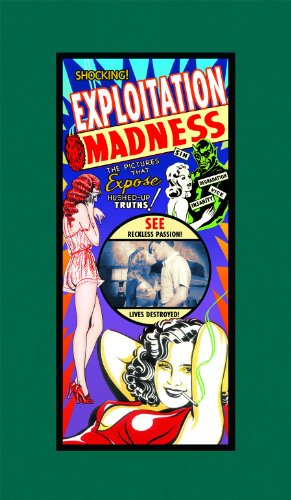 SHOCKING!
EXPLOITATION
MADNESS
THE PICTURES
THAT
Expose
HUSHED-UP
TRUTHS!
SIN
DEGRADATION
VICE
INSANITY
SEE
RECKLESS PASSION!
LIVES DESTROYED!